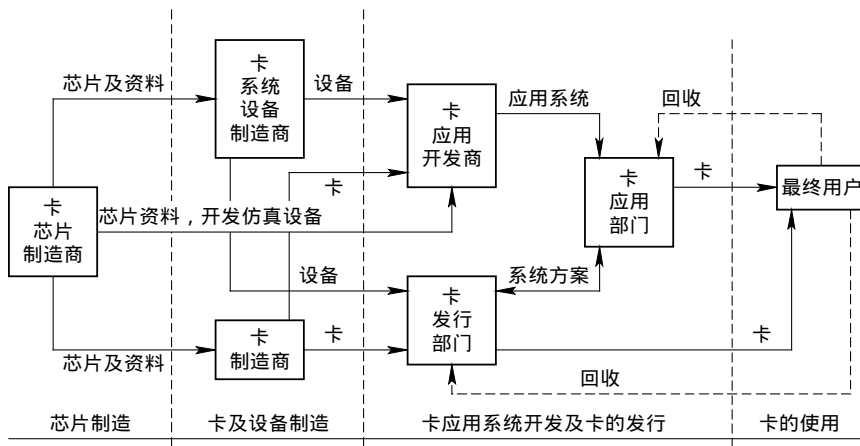 卡
系统
设备
制造商
芯片及资料
设备
卡
应用
开发商
应用系统
回收
卡
卡
应用
部门
卡
最终用户
卡
芯片
制造商
芯片资料，开发仿真设备
设备
系统方案
卡
发行
部门
卡
制造商
卡
卡
芯片及资料
回收
芯片制造
卡及设备制造
卡应用系统开发及卡的发行
卡的使用